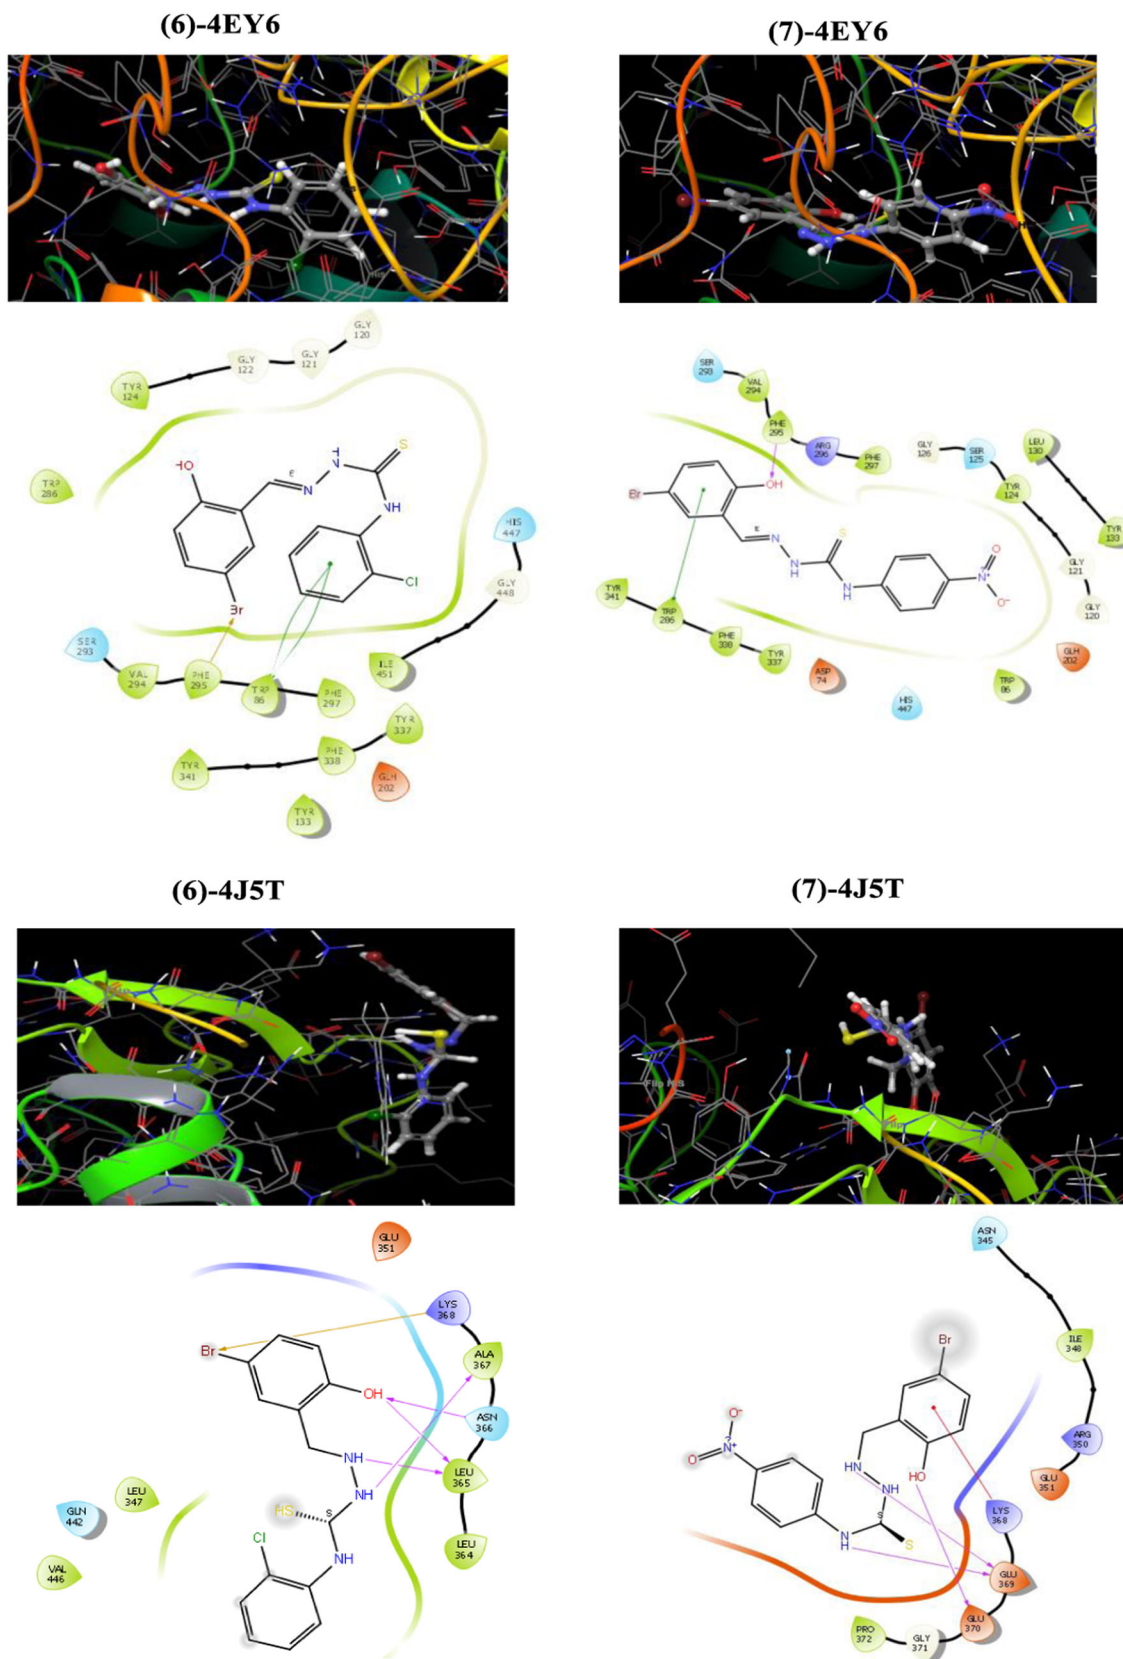 (6)-4EY6
(7)-4EY6
GLY
120
GLY
121
GLY
122
TYR
124
TRP
286
HO
E
N
H
N
S
NH
Cl
Br
HIS
447
GLY
448
ILE
451
SER
293
VAL
294
PHE
295
TRP
86
PHE
297
TYR
337
PHE
338
TYR
341
GLH
202
TYR
133
SER
293
VAL
294
PHE
295
ARG
296
PHE
297
GLY
126
SER
125
LEU
130
TYR
124
TYR
133
GLY
121
GLY
120
Br
OH
E
N
NH
S
N
H
N+
O
O-
TYR
341
TRP
286
PHE
338
TYR
337
ASP
74
HIS
447
TRP
86
GLH
202
(6)-4J5T
(7)-4J5T
Flip HIS
Flip
GLU
351
LYS
368
ALA
367
ASN
366
LEU
365
LEU
364
Br
OH
NH
NH
HS
S
NH
Cl
LEU
347
GLN
442
VAL
446
ASN
345
ILE
348
ARG
350
GLU
351
LYS
368
GLU
369
GLU
370
GLY
371
PRO
372
Br
O-
N+
O
HN
HO
NH
S
N
H
S